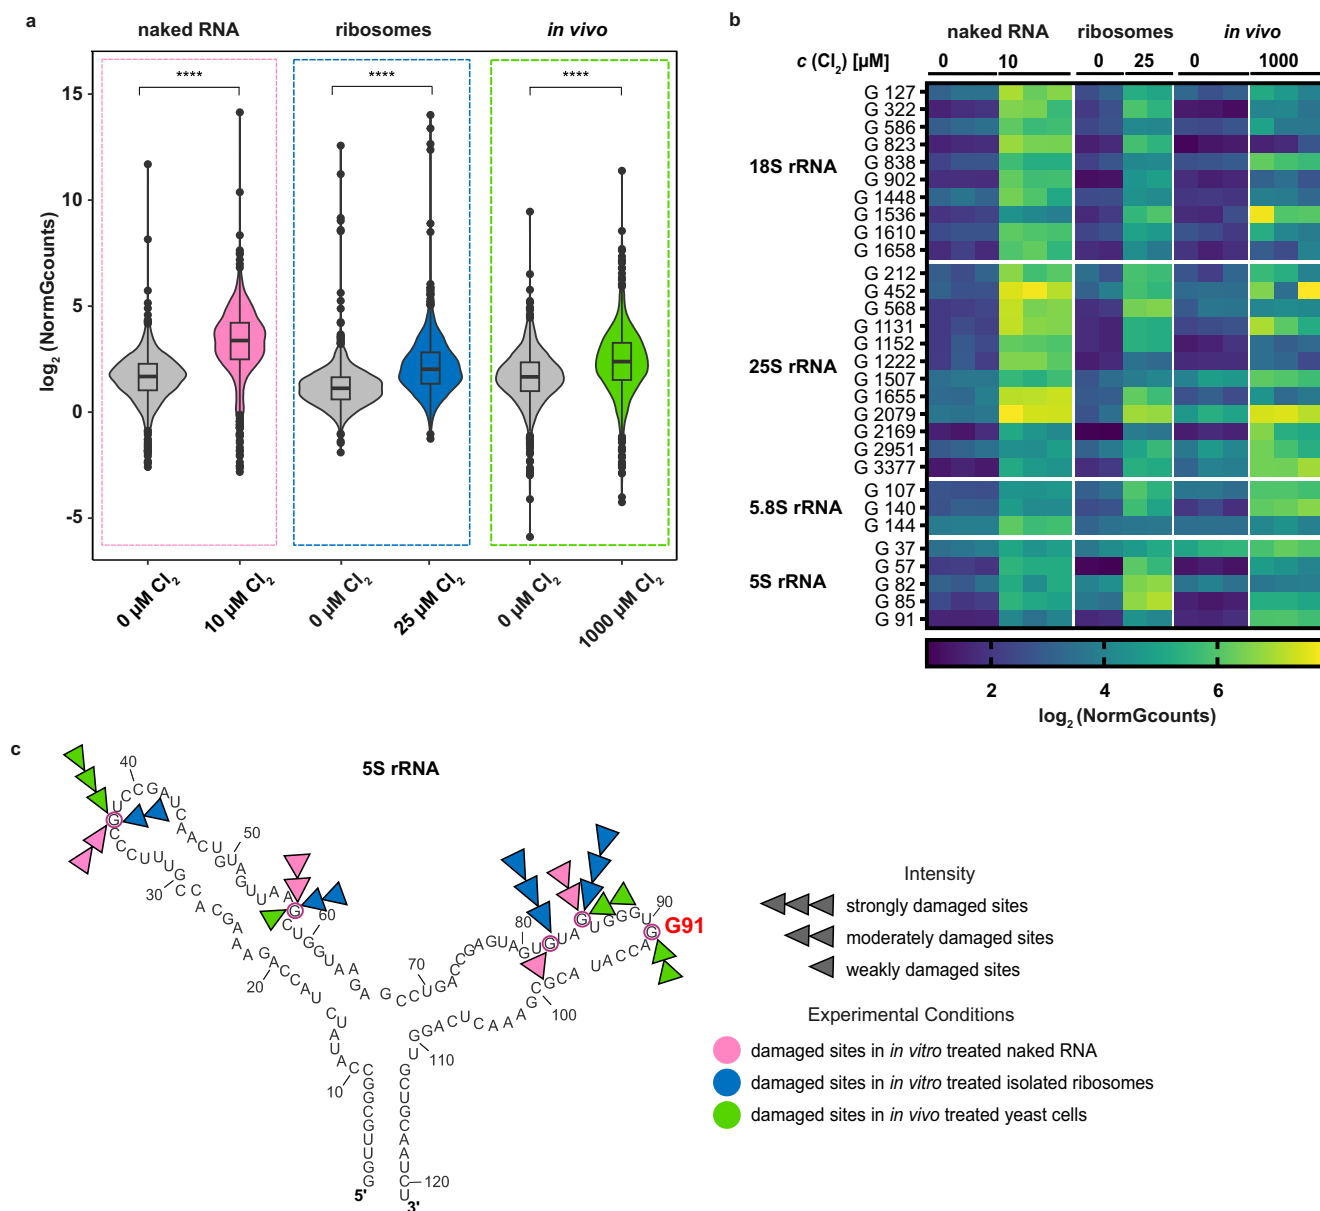 a
naked RNA
ribosomes
in vivo
****
****
****
15
10
5
0
-5
log2 (NormGcounts)
0 µM Cl2
10 µM Cl2
0 µM Cl2
25 µM Cl2
0 µM Cl2
1000 µM Cl2
b
naked RNA
ribosomes
in vivo
c (Cl2) [µM]
0
10
0
25
0
1000
18S rRNA
G 127
G 322
G 586
G 823
G 838
G 902
G 1448
G 1536
G 1610
G 1658
25S rRNA
G 212
G 452
G 568
G 1131
G 1152
G 1222
G 1507
G 1655
G 2079
G 2169
G 2951
G 3377
5.8S rRNA
G 107
G 140
G 144
5S rRNA
G 37
G 57
G 82
G 85
G 91
2
4
6
log2 (NormGcounts)
c
5S rRNA
40
50
30
60
20
10
70
80
90
100
110
120
G91
5'
3'
Intensity
strongly damaged sites
moderately damaged sites
weakly damaged sites
Experimental Conditions
damaged sites in in vitro treated naked RNA
damaged sites in in vitro treated isolated ribosomes
damaged sites in in vivo treated yeast cells